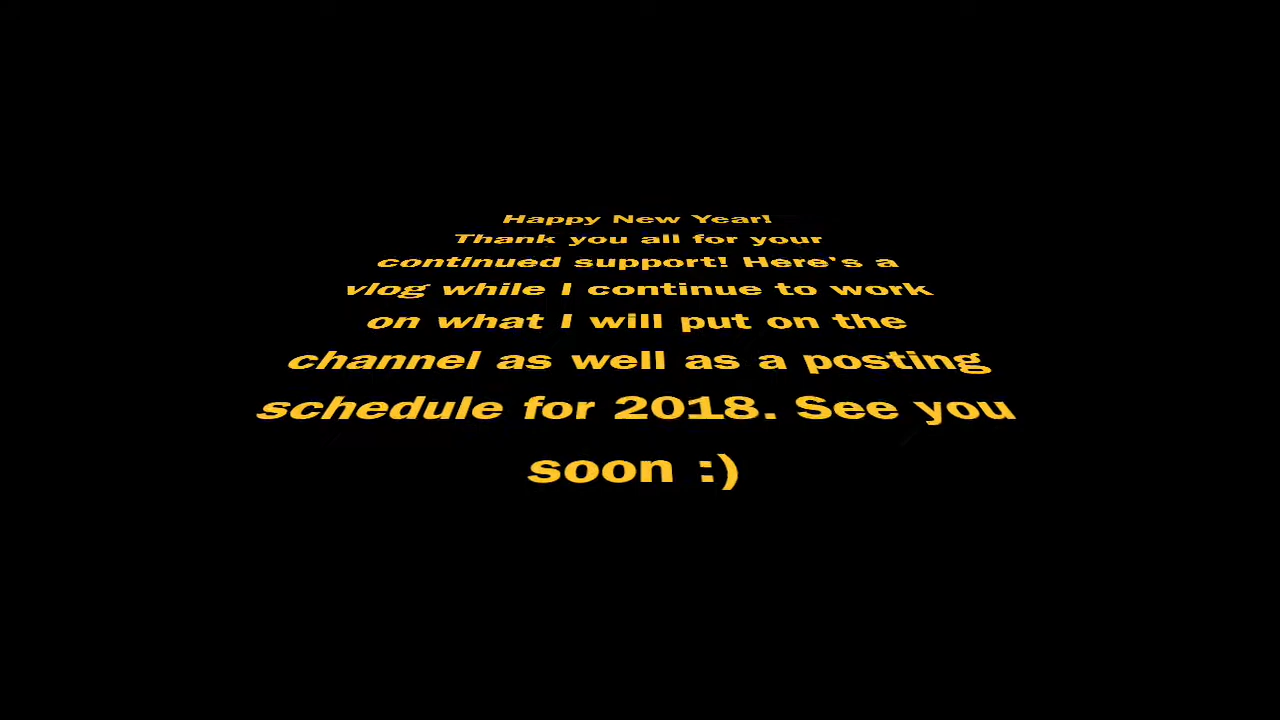 Happy New Year!
Thank you all for your
continued support! Here's a
vlog while I continue to work
on what I will put on the
channel as well as a posting
schedule for 2018. See you
soon :)